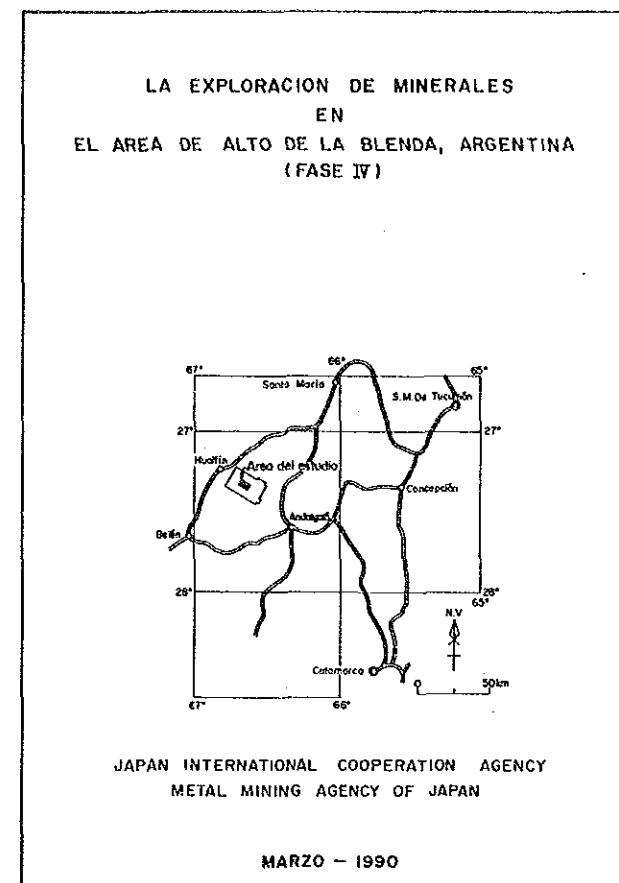 LA EXPLORACION DE MINERALES
EN
EL AREA DE ALTO DE LA BLENDA, ARGENTINA
(FASE IV)
67°
66°
65°
Santa María
S.M. De Tucumán
27°
27°
Hualfín
Area del estudio
Concepción
Andalgalá
Belén
28°
28°
65°
N.V
Catamarca
0
50km
67°
66°
JAPAN INTERNATIONAL COOPERATION AGENCY
METAL MINING AGENCY OF JAPAN
MARZO – 1990